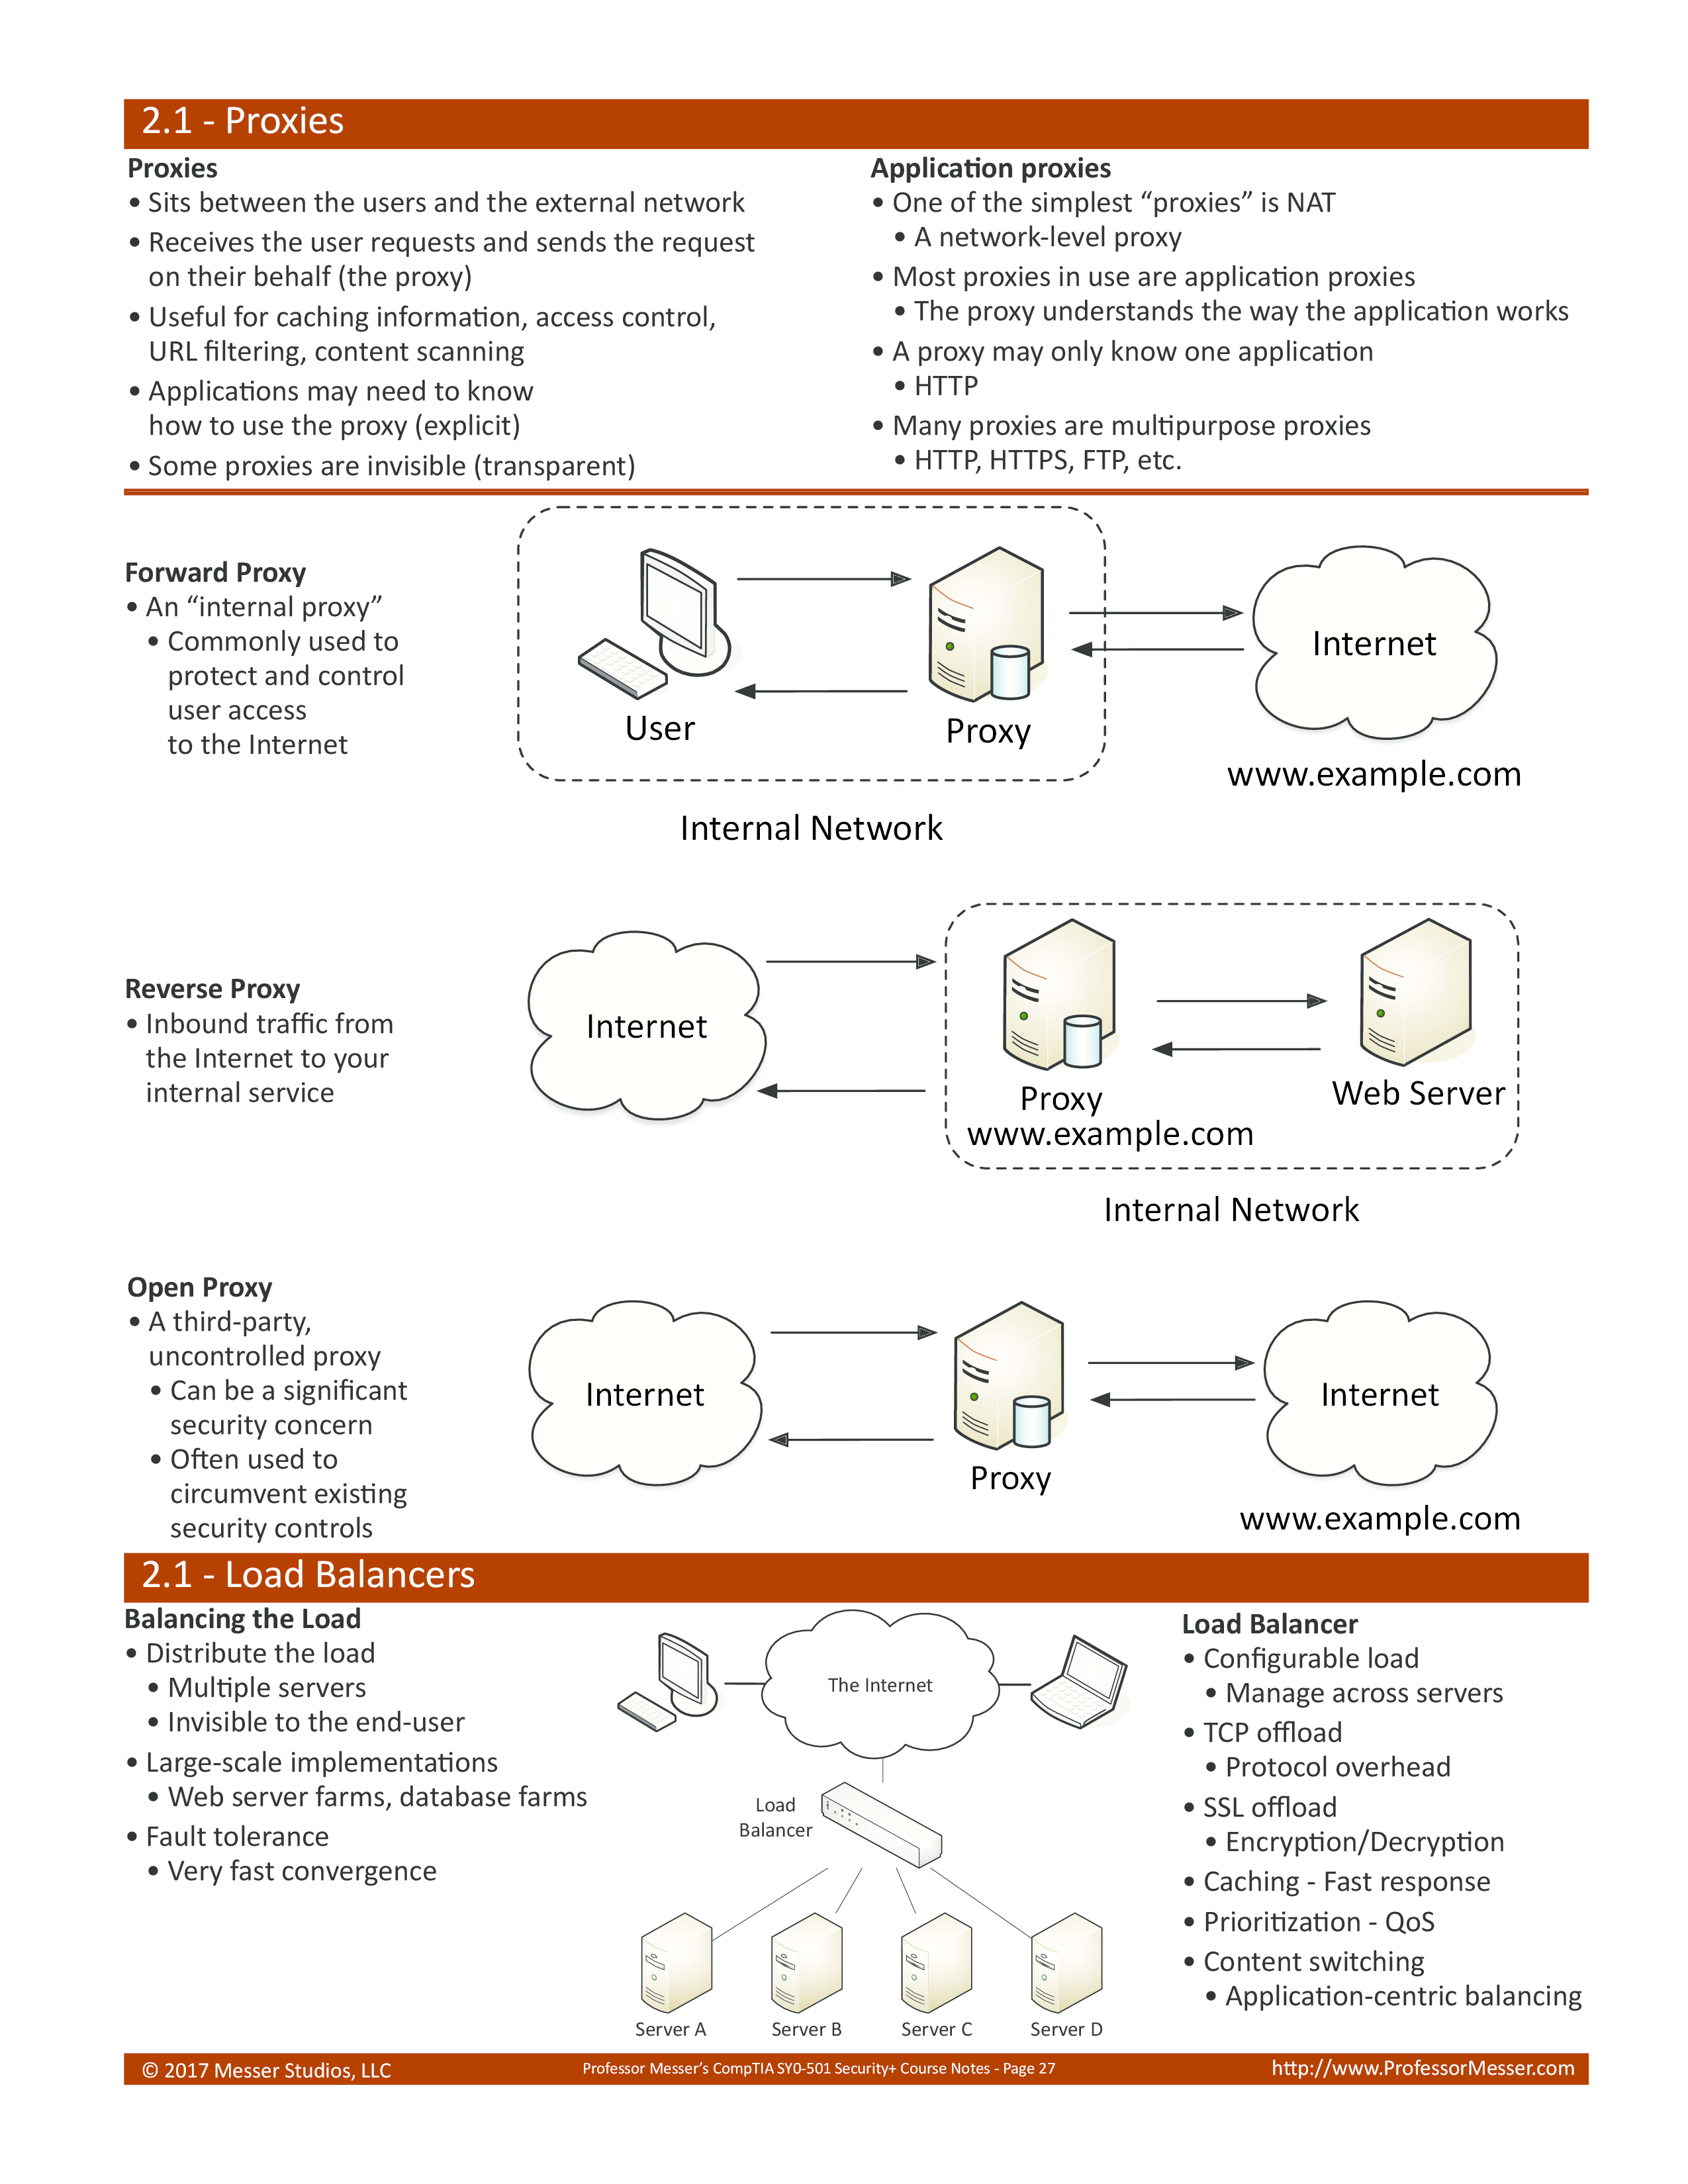 2.1 - Proxies
Proxies
• Sits between the users and the external network
• Receives the user requests and sends the request
on their behalf (the proxy)
• Useful for caching information, access control,
URL filtering, content scanning
• Applications may need to know
how to use the proxy (explicit)
• Some proxies are invisible (transparent)
Application proxies
• One of the simplest “proxies” is NAT
• A network-level proxy
• Most proxies in use are application proxies
• The proxy understands the way the application works
• A proxy may only know one application
• HTTP
• Many proxies are multipurpose proxies
• HTTP, HTTPS, FTP, etc.
Forward Proxy
• An “internal proxy”
• Commonly used to
protect and control
user access
to the Internet
User
Proxy
Internet
www.example.com
Internal Network
Reverse Proxy
• Inbound traffic from
the Internet to your
internal service
Internet
Proxy
www.example.com
Web Server
Internal Network
Open Proxy
• A third-party,
uncontrolled proxy
• Can be a significant
security concern
• Often used to
circumvent existing
security controls
Internet
Proxy
Internet
www.example.com
2.1 - Load Balancers
Balancing the Load
• Distribute the load
• Multiple servers
• Invisible to the end-user
• Large-scale implementations
• Web server farms, database farms
• Fault tolerance
• Very fast convergence
The Internet
Load
Balancer
Server A
Server B
Server C
Server D
Load Balancer
• Configurable load
• Manage across servers
• TCP offload
• Protocol overhead
• SSL offload
• Encryption/Decryption
• Caching - Fast response
• Prioritization - QoS
• Content switching
• Application-centric balancing
© 2017 Messer Studios, LLC
Professor Messer’s CompTIA SY0-501 Security+ Course Notes - Page 27
http://www.ProfessorMesser.com